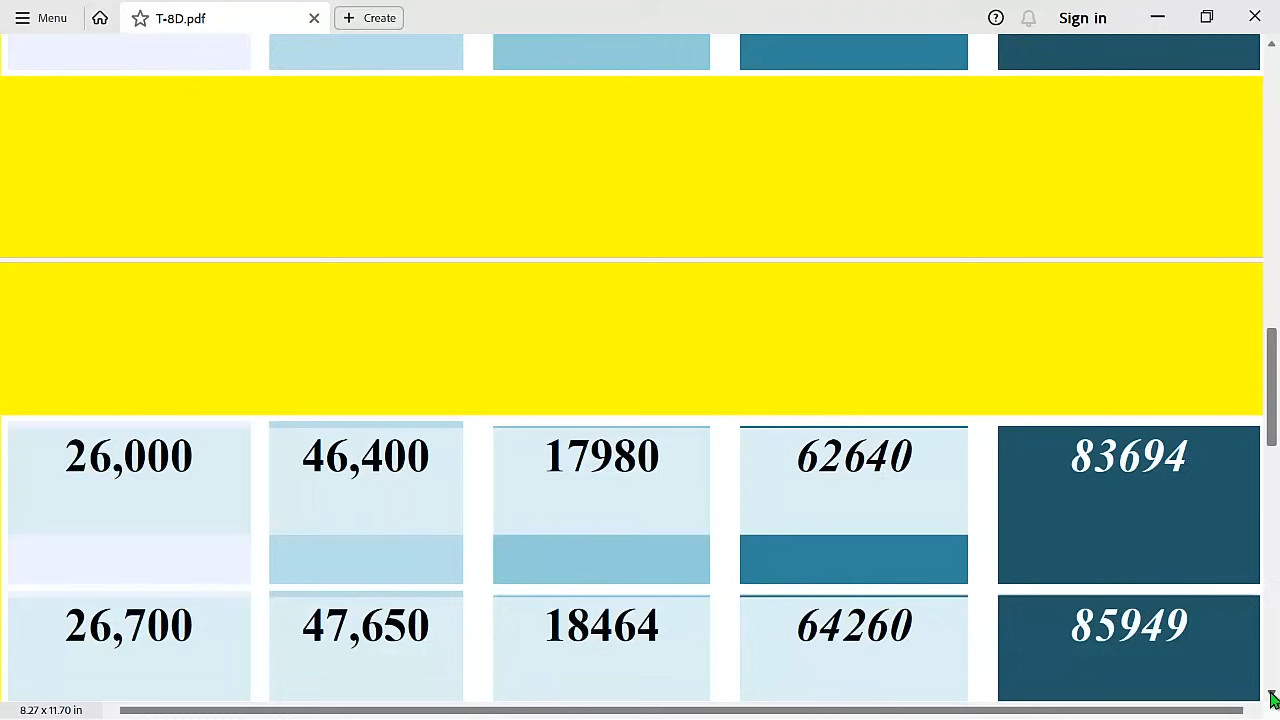 Menu T-8D.pdf Create Sign in
26,000 46,400 17980 62640 83694
26,700 47,650 18464 64260 85949
8.27 x 11.70 in